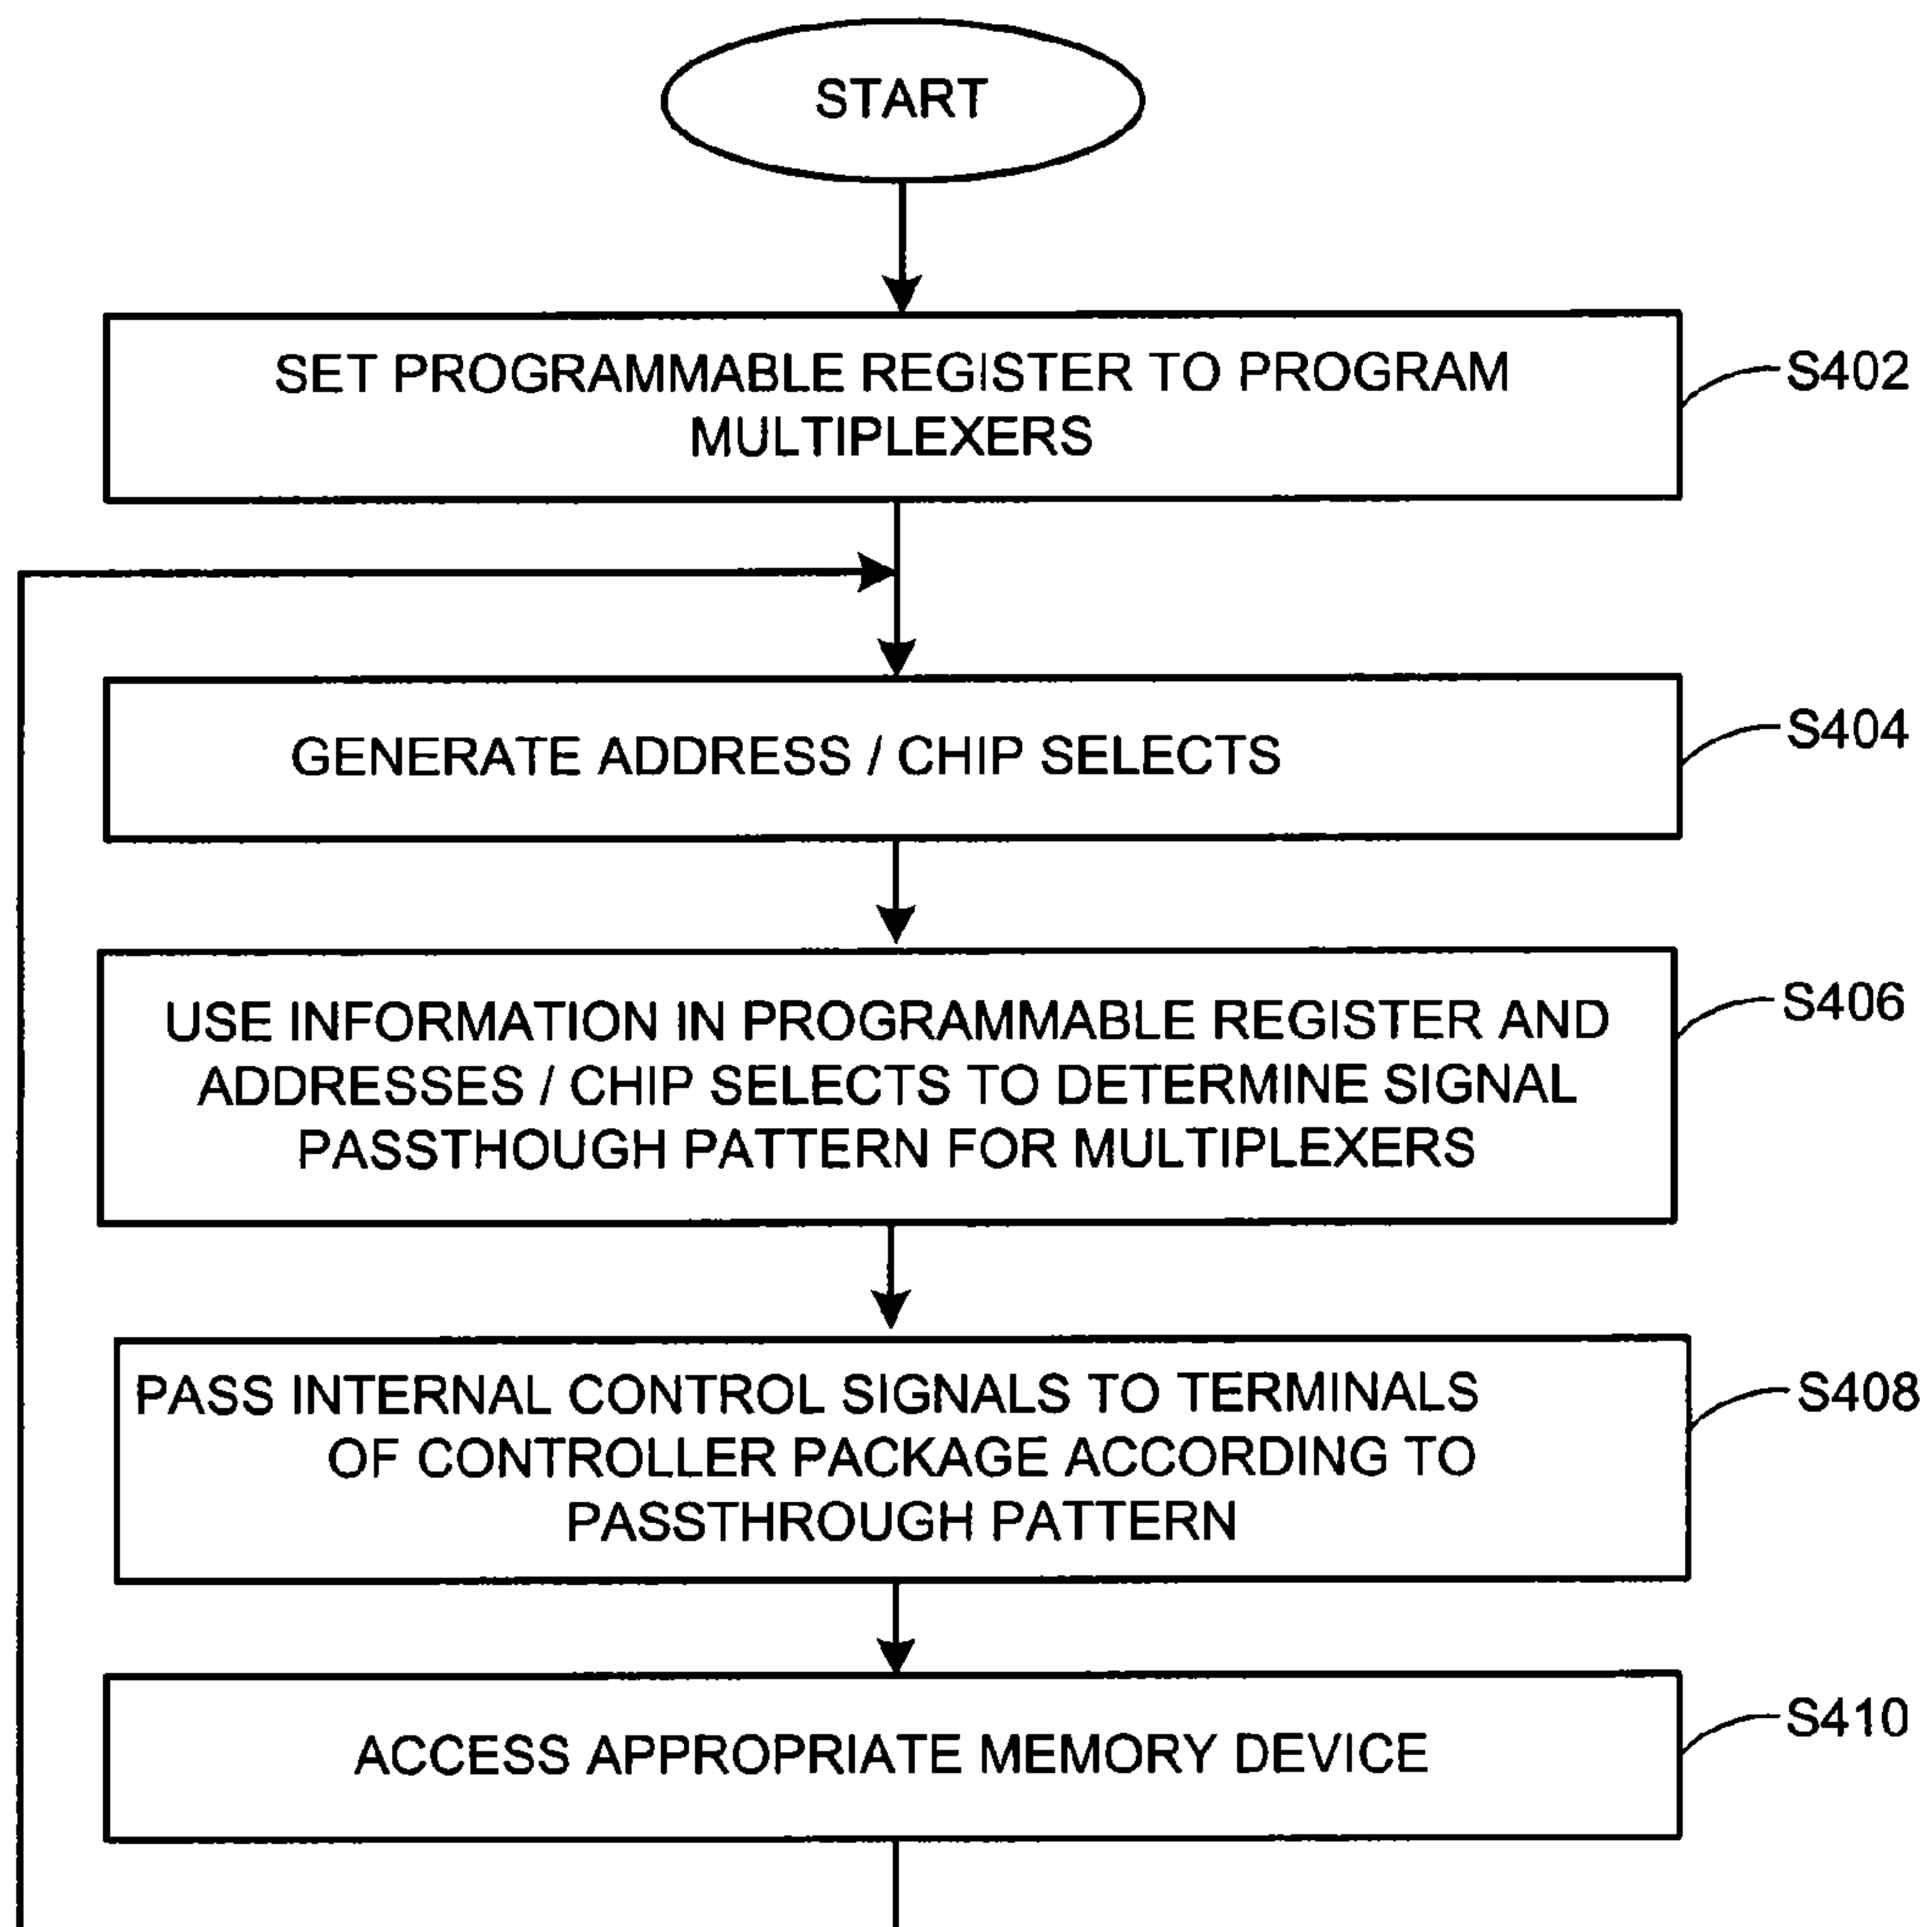 START
SET PROGRAMMABLE REGISTER TO PROGRAM
MULTIPLEXERS
S402
GENERATE ADDRESS / CHIP SELECTS
S404
USE INFORMATION IN PROGRAMMABLE REGISTER AND
ADDRESSES / CHIP SELECTS TO DETERMINE SIGNAL
PASSTHOUGH PATTERN FOR MULTIPLEXERS
S406
PASS INTERNAL CONTROL SIGNALS TO TERMINALS
OF CONTROLLER PACKAGE ACCORDING TO
PASSTHROUGH PATTERN
S408
ACCESS APPROPRIATE MEMORY DEVICE
S410